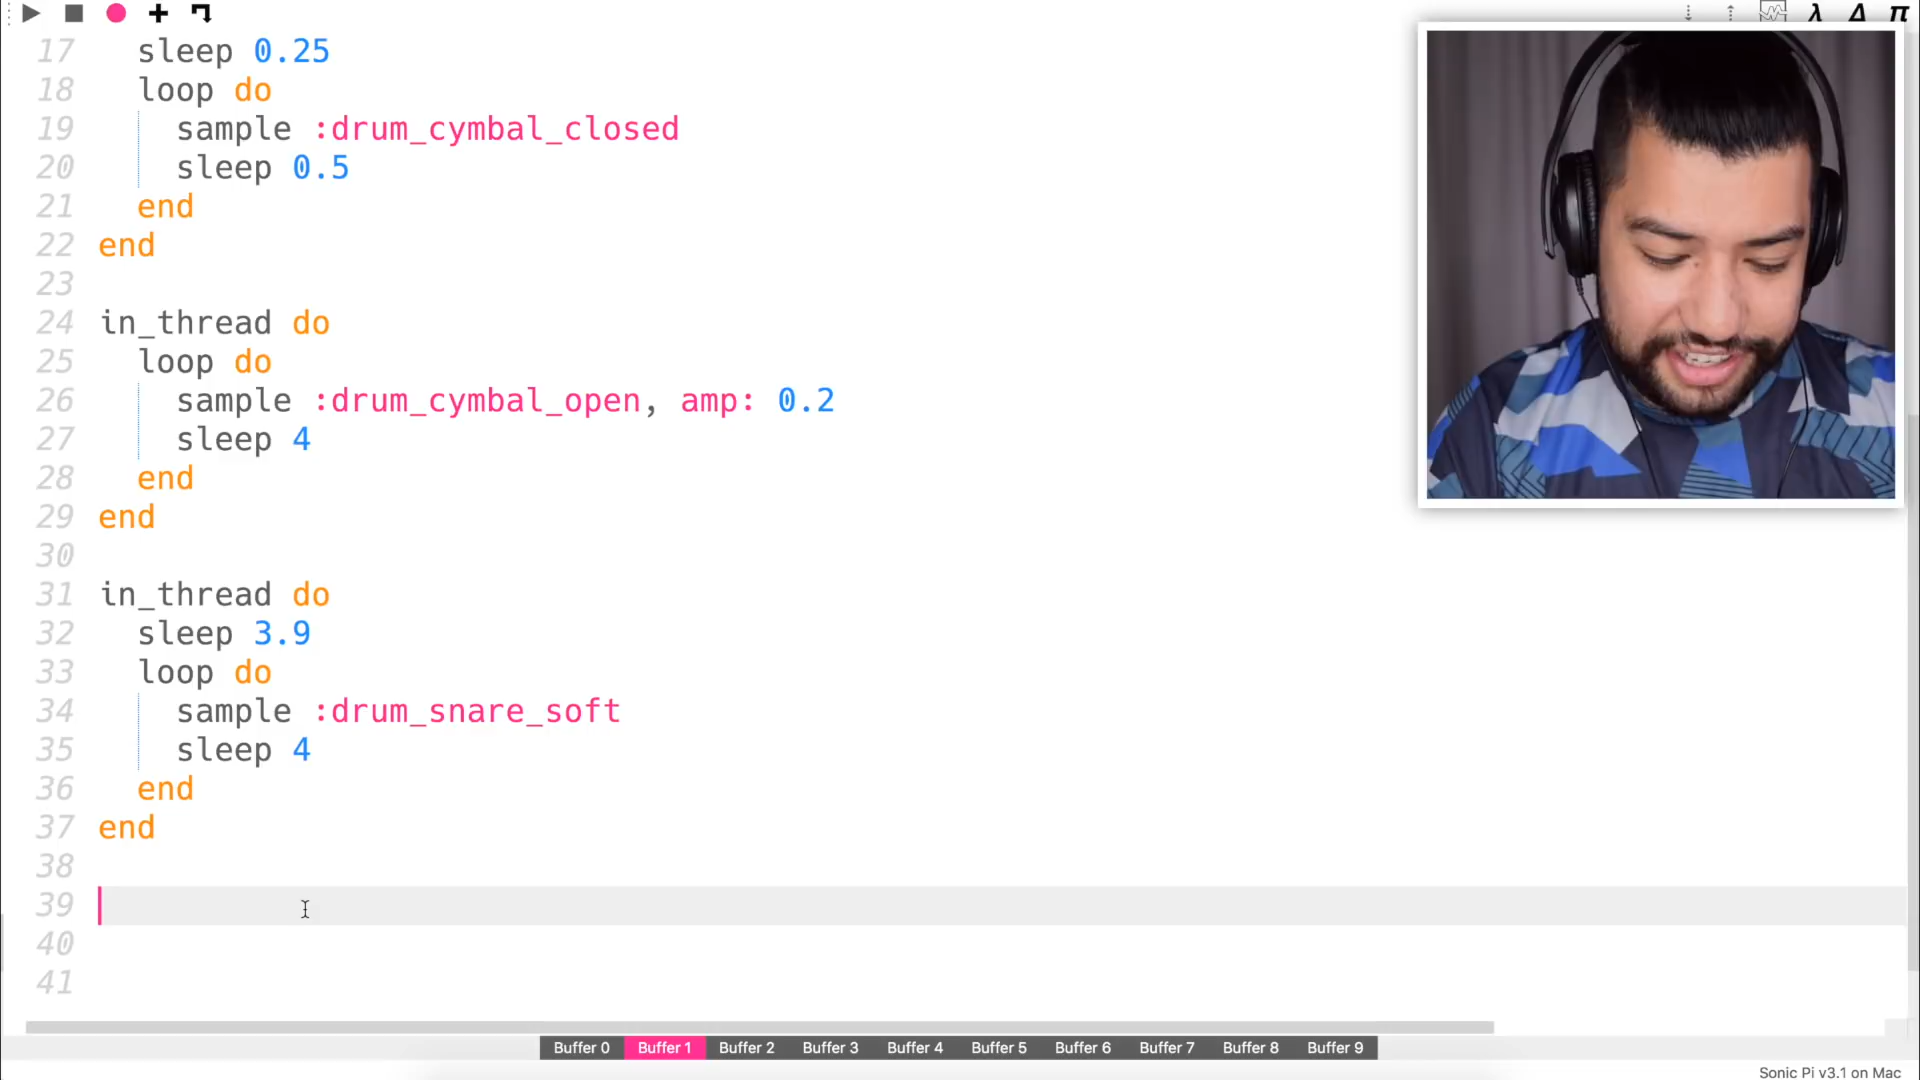 λ Δ π
17 sleep 0.25
18 loop do
19 sample :drum_cymbal_closed
20 sleep 0.5
21 end
22 end
23
24 in_thread do
25 loop do
26 sample :drum_cymbal_open, amp: 0.2
27 sleep 4
28 end
29 end
30
31 in_thread do
32 sleep 3.9
33 loop do
34 sample :drum_snare_soft
35 sleep 4
36 end
37 end
38
39
40
41
Buffer 0 Buffer 1 Buffer 2 Buffer 3 Buffer 4 Buffer 5 Buffer 6 Buffer 7 Buffer 8 Buffer 9
Sonic Pi v3.1 on Mac